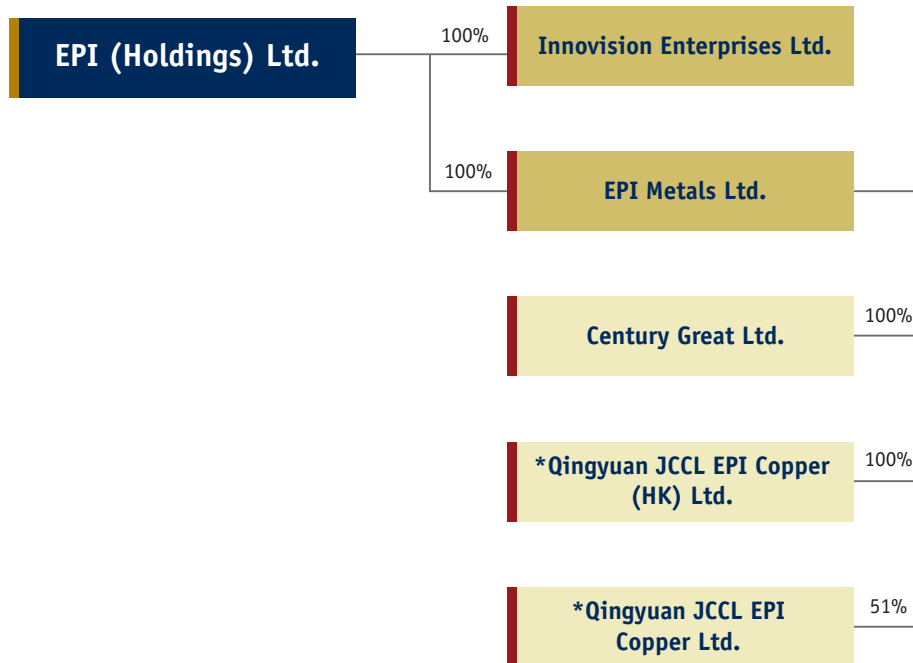 EPI (Holdings) Ltd.
100%
Innovision Enterprises Ltd.
100%
EPI Metals Ltd.
Century Great Ltd.
100%
*Qingyuan JCCL EPI Copper
(HK) Ltd.
100%
*Qingyuan JCCL EPI
Copper Ltd.
51%